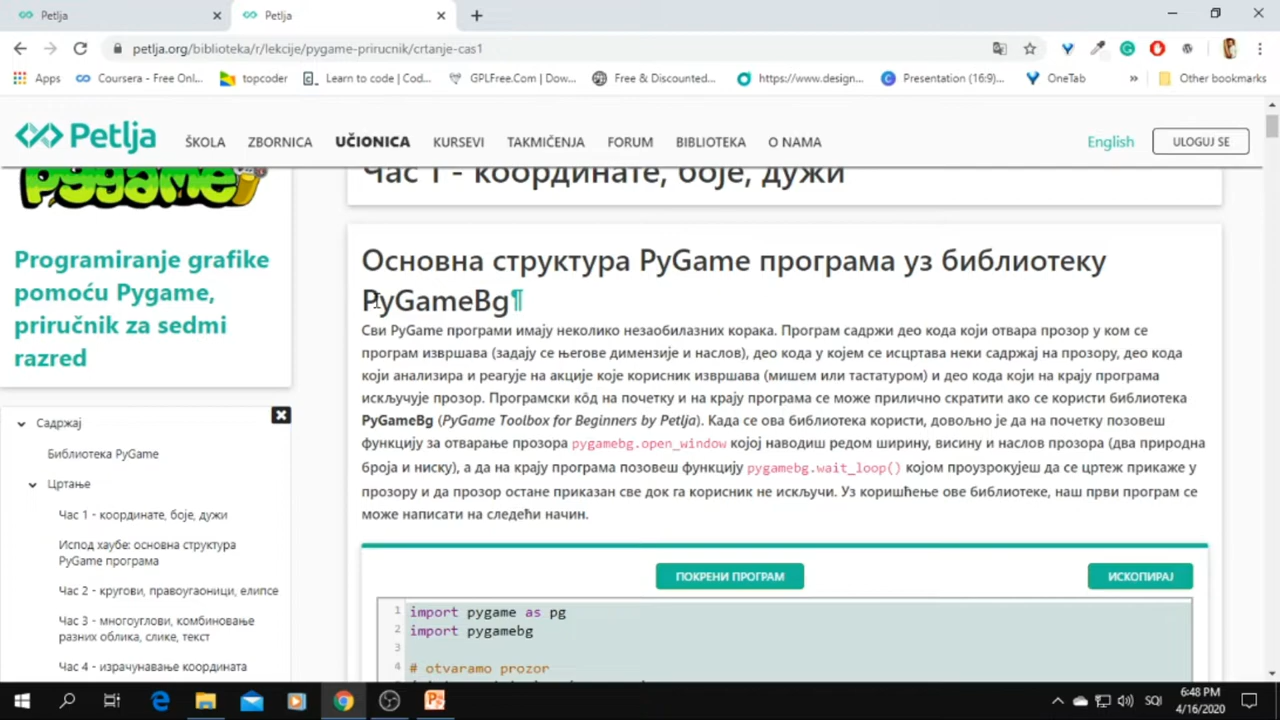 Petlja
Petlja
petlja.org/biblioteka/r/lekcije/pygame-prirucnik/crtanje-cas1
Apps
Coursera - Free Onl...
topcoder
Learn to code | Cod...
GPLFree.Com | Dow...
Free & Discounted...
https://www.design...
Presentation (16:9)...
OneTab
»
Other bookmarks
Petlja
ŠKOLA
ZBORNICA
UČIONICA
KURSEVI
TAKMIČENJA
FORUM
BIBLIOTEKA
O NAMA
English
ULOGUJ SE
pygame
Programiranje grafike
pomoću Pygame,
priručnik za sedmi
razred
Садржај
Библиотека PyGame
Цртање
Час 1 - координате, боје, дужи
Испод хаубе: основна структура
PyGame програма
Час 2 - кругови, правоугаоници, елипсе
Час 3 - многоуглови, комбиновање
разних облика, слике, текст
Час 4 - израчунавање координата
Час 1 - координате, боје, дужи
Основна структура PyGame програма уз библиотеку
PyGameBg¶
Сви PyGame програми имају неколико незаобилазних корака. Програм садржи део кода који отвара прозор у ком се
програм извршава (задају се његове димензије и наслов), део кода у којем се исцртава неки садржај на прозору, део кода
који анализира и реагује на акције које корисник извршава (мишем или тастатуром) и део кода који на крају програма
искључује прозор. Програмски кôд на почетку и на крају програма се може прилично скратити ако се користи библиотека
PyGameBg (PyGame Toolbox for Beginners by Petlja). Када се ова библиотека користи, довољно је да на почетку позовеш
функцију за отварање прозора pygamebg.open_window којој наводиш редом ширину, висину и наслов прозора (два природна
броја и ниску), а да на крају програма позовеш функцију pygamebg.wait_loop() којом проузрокујеш да се цртеж прикаже у
прозору и да прозор остане приказан све док га корисник не искључи. Уз коришћење ове библиотеке, наш први програм се
може написати на следећи начин.
ПОКРЕНИ ПРОГРАМ
ИСКОПИРАЈ
1 import pygame as pg
2 import pygamebg
3
4 # otvaramo prozor
SQI
6:48 PM
4/16/2020